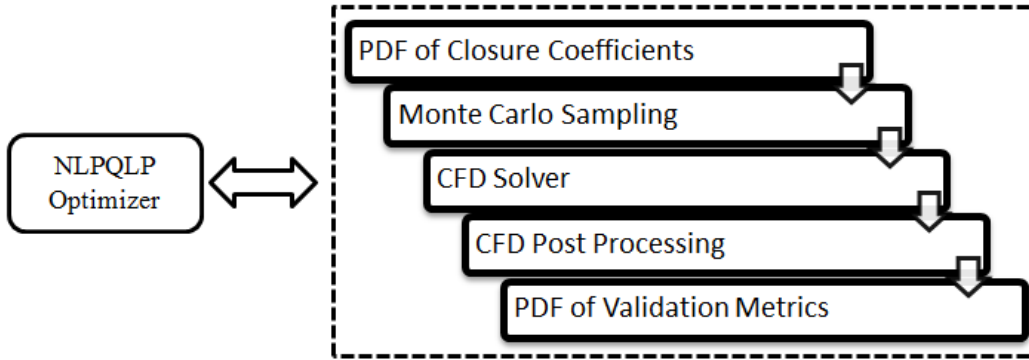 NLPQLP
Optimizer
PDF of Closure Coefficients
Monte Carlo Sampling
CFD Solver
CFD Post Processing
PDF of Validation Metrics